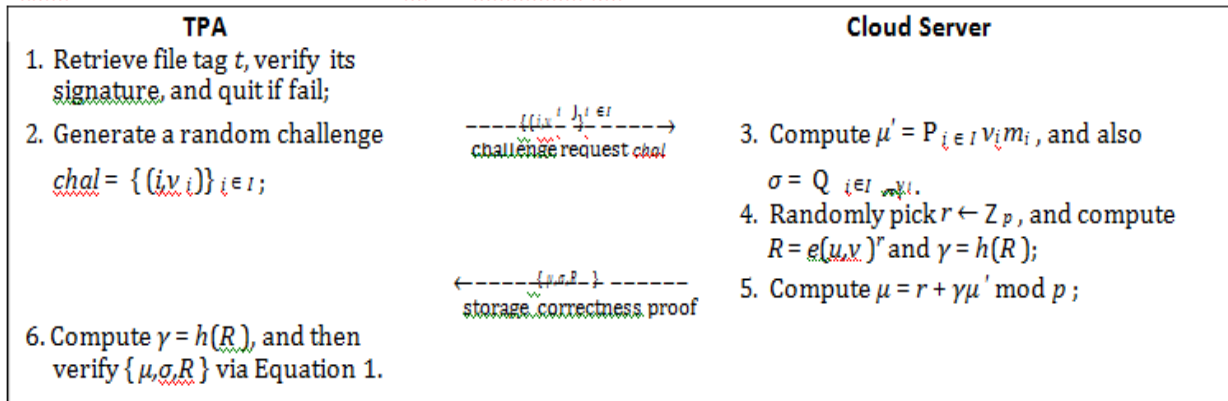 TPA
1. Retrieve file tag t, verify its
signature, and quit if fail;
2. Generate a random challenge
chal = { (i,v i)} i ∈ I ;
{(i,v i )} i ∈I
challenge request chal
{ μ,σ,R }
storage correctness proof
6. Compute γ = h(R ), and then
verify { μ,σ,R } via Equation 1.
Cloud Server
3. Compute μ' = P i ∈ I v i m i , and also
σ = Q i ∈I
4. Randomly pick r ← Z p , and compute
R = e(u,v )r and γ = h(R );
5. Compute μ = r + γμ ' mod p ;